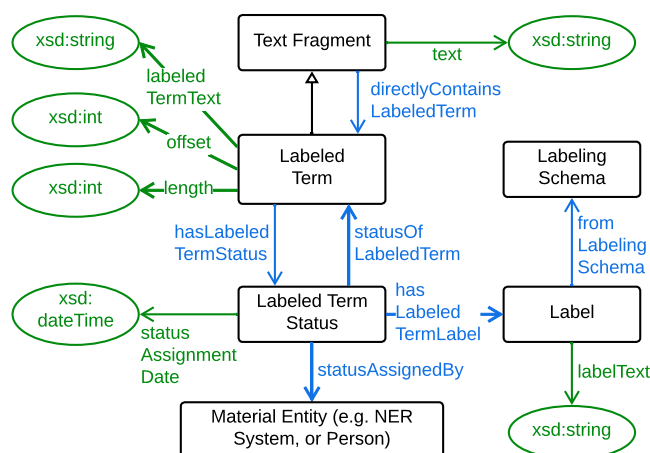 xsd:string
Text Fragment
xsd:string
text
labeled
TermText
directlyContains
LabeledTerm
xsd:int
offset
Labeled
Term
Labeling
Schema
xsd:int
length
hasLabeled
TermStatus
statusOf
LabeledTerm
from
Labeling
Schema
xsd:
dateTime
Labeled Term
Status
has
Labeled
TermLabel
Label
status
Assignment
Date
statusAssignedBy
labelText
Material Entity (e.g. NER
System, or Person)
xsd:string